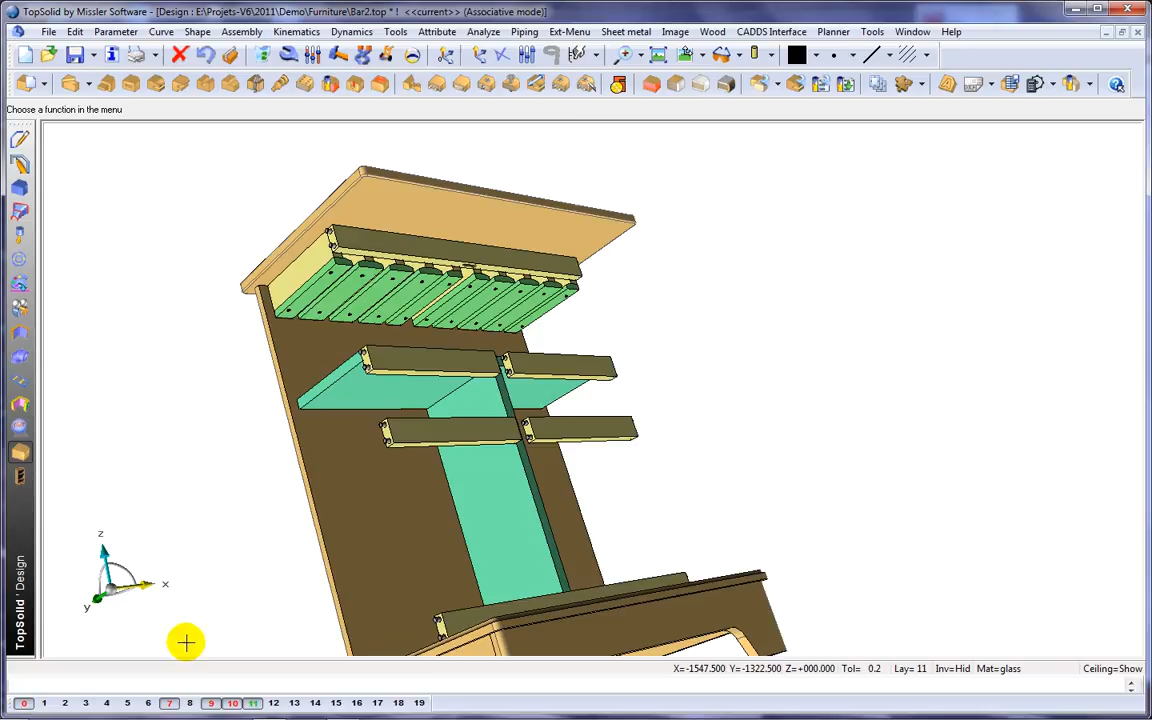 TopSolid by Missler Software - [Design : E:\Projets-V6\2011\Demo\Furniture\Bar2.top * ! <<current>> (Associative mode)]
File Edit Parameter Curve Shape Assembly Kinematics Dynamics Tools Attribute Analyze Piping Ext-Menu Sheet metal Image Wood CADDS Interface Planner Tools Window Help
Choose a function in the menu
z
x
y
TopSolid'Design
X=-1547.500 Y=-1322.500 Z=+000.000 Tol= 0.2 Lay= 11 Inv=Hid Mat=glass Ceiling=Show
0 1 2 3 4 5 6 7 8 9 10 11 12 13 14 15 16 17 18 19